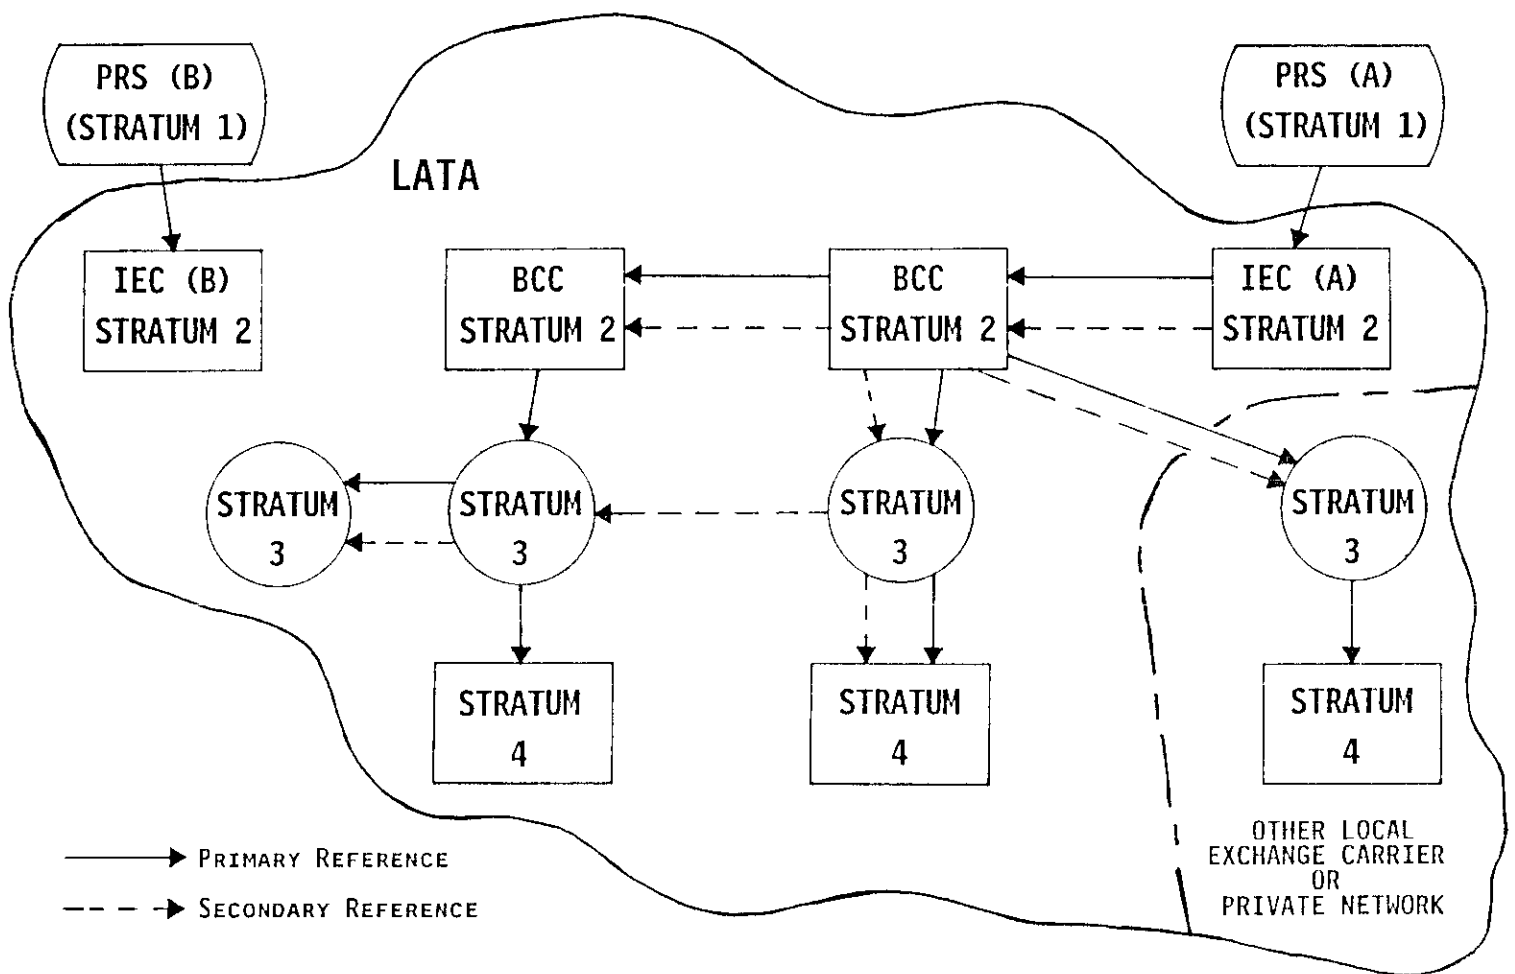 PRS (B)
(STRATUM 1)
PRS (A)
(STRATUM 1)
LATA
IEC (B)
STRATUM 2
BCC
STRATUM 2
BCC
STRATUM 2
IEC (A)
STRATUM 2
STRATUM
3
STRATUM
3
STRATUM
3
STRATUM
3
STRATUM
4
STRATUM
4
STRATUM
4
OTHER LOCAL
EXCHANGE CARRIER
OR
PRIVATE NETWORK
PRIMARY REFERENCE
SECONDARY REFERENCE